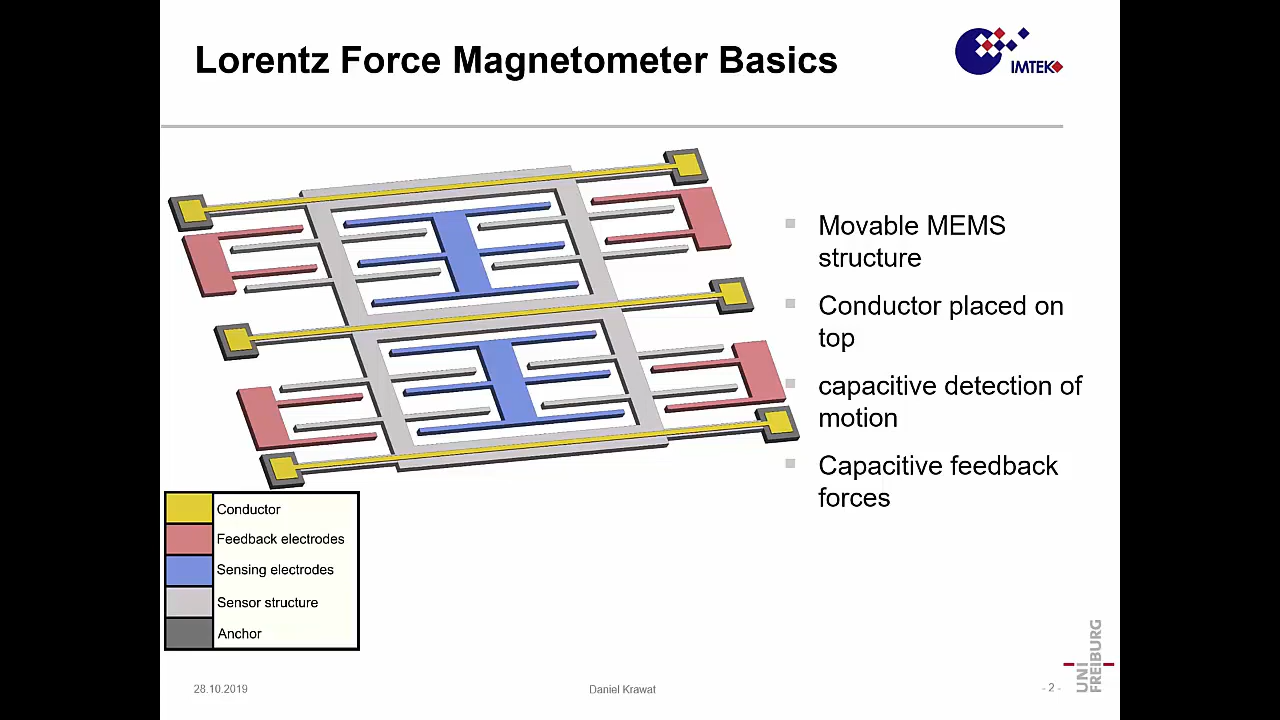 Lorentz Force Magnetometer Basics
IMTEK
Movable MEMS
structure
Conductor placed on
top
capacitive detection of
motion
Capacitive feedback
forces
Conductor
Feedback electrodes
Sensing electrodes
Sensor structure
Anchor
28.10.2019
Daniel Krawat
- 2 -
UNI
FREIBURG